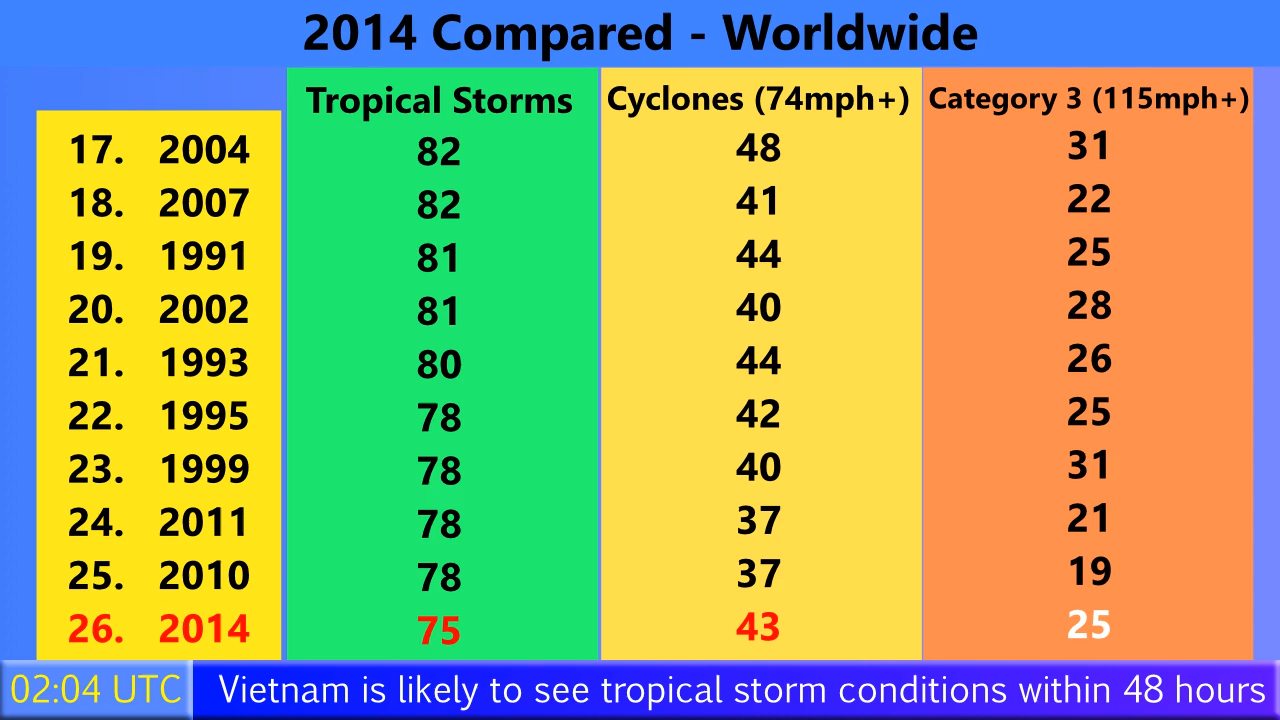 2014 Compared - Worldwide
Tropical Storms Cyclones (74mph+) Category 3 (115mph+)
17. 2004 82 48 31
18. 2007 82 41 22
19. 1991 81 44 25
20. 2002 81 40 28
21. 1993 80 44 26
22. 1995 78 42 25
23. 1999 78 40 31
24. 2011 78 37 21
25. 2010 78 37 19
26. 2014 75 43 25
02:04 UTC Vietnam is likely to see tropical storm conditions within 48 hours